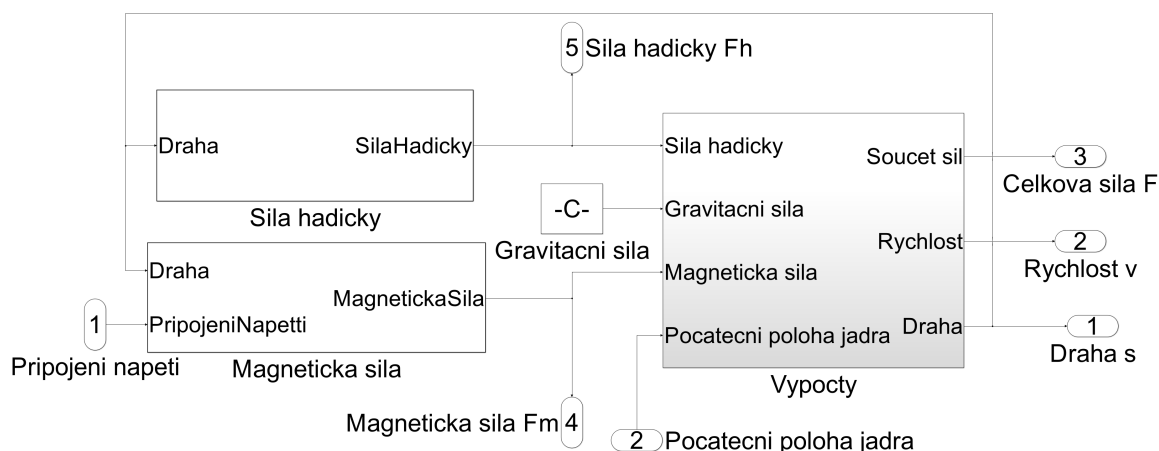 5 Sila hadicky Fh
Draha
SilaHadicky
Sila hadicky
Sila hadicky
Soucet sil
3
Celkova sila F
-C-
Gravitacni sila
Gravitacni sila
Rychlost
2
Rychlost v
Draha
MagnetickaSila
Magneticka sila
1
PripojeniNapetti
Pripojeni napeti
Magneticka sila
Pocatecni poloha jadra
Draha
1
Draha s
Vypocty
Magneticka sila Fm 4
2 Pocatecni poloha jadra